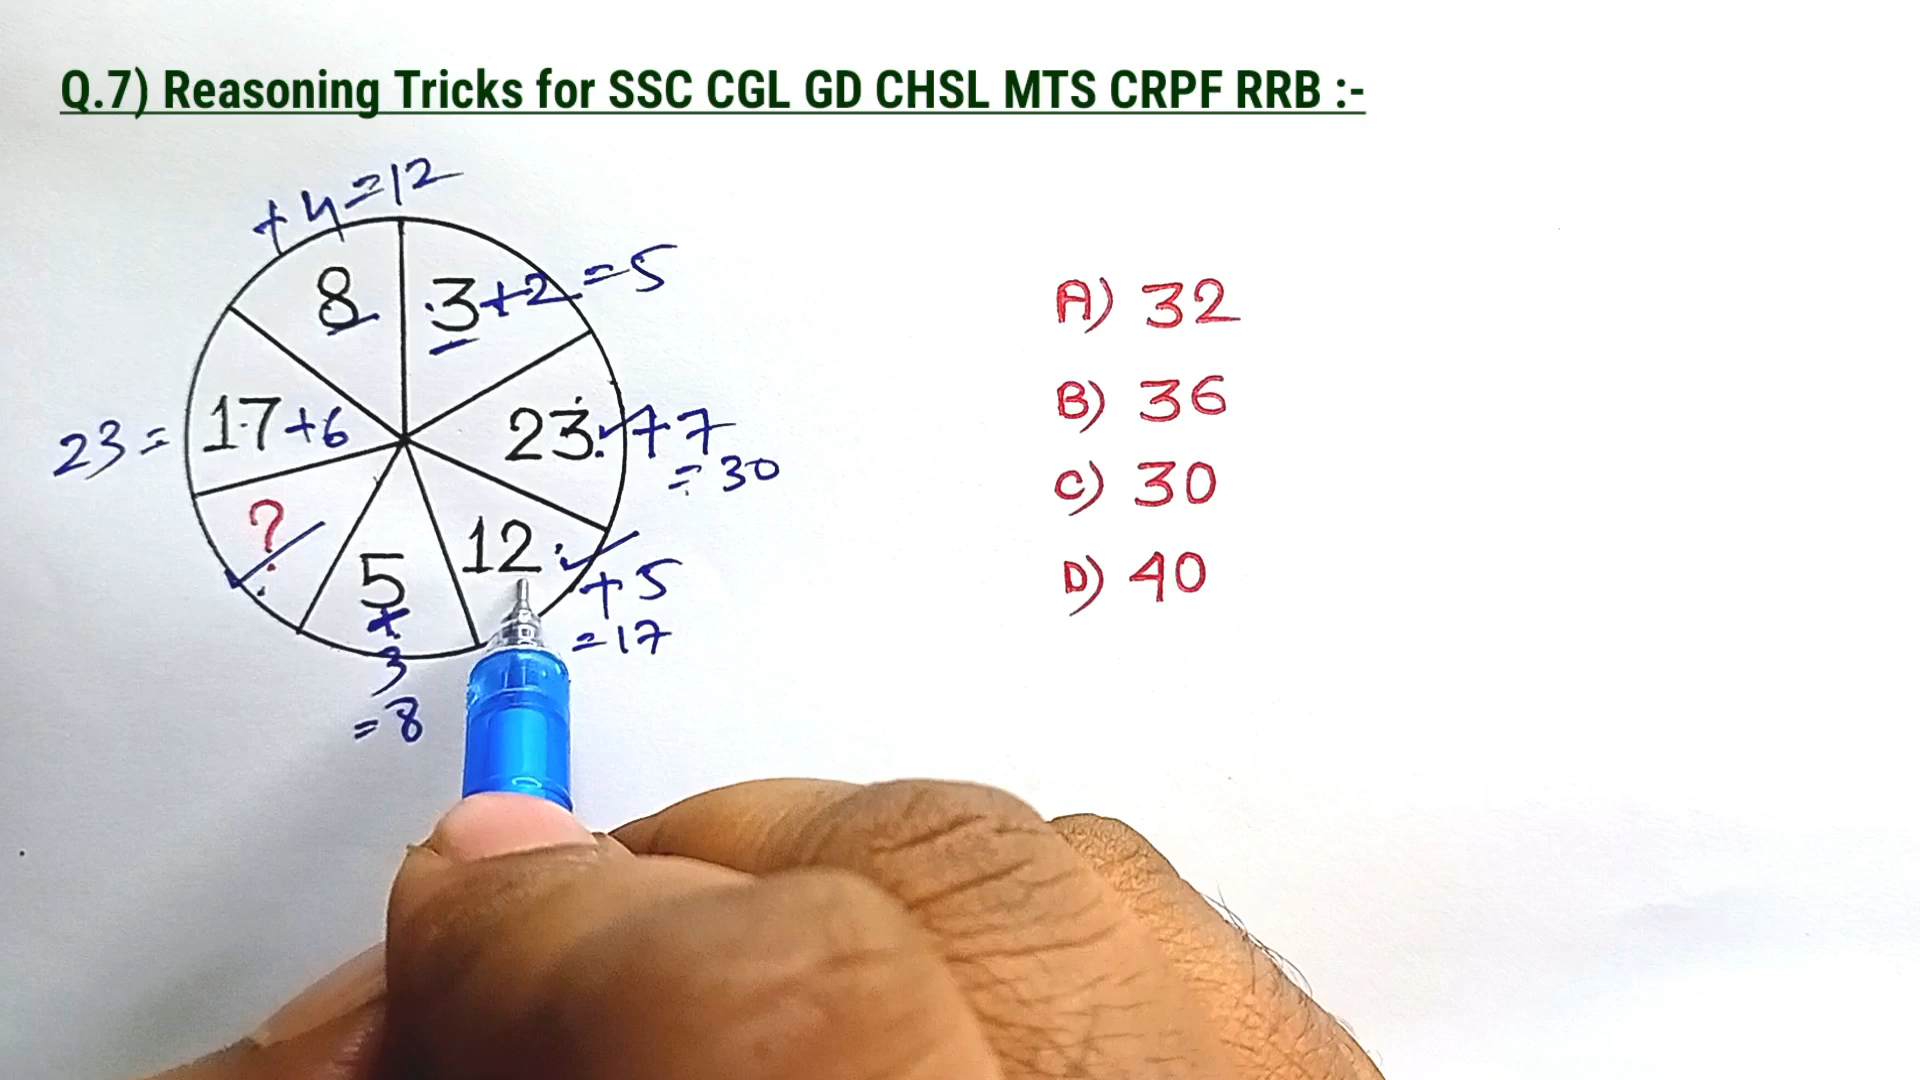 Q.7) Reasoning Tricks for SSC CGL GD CHSL MTS CRPF RRB :-
+4=12
8
3+2=5
23=17+6
23+7
=30
?
5
+
3
=8
12
+5
=17
A) 32
B) 36
C) 30
D) 40